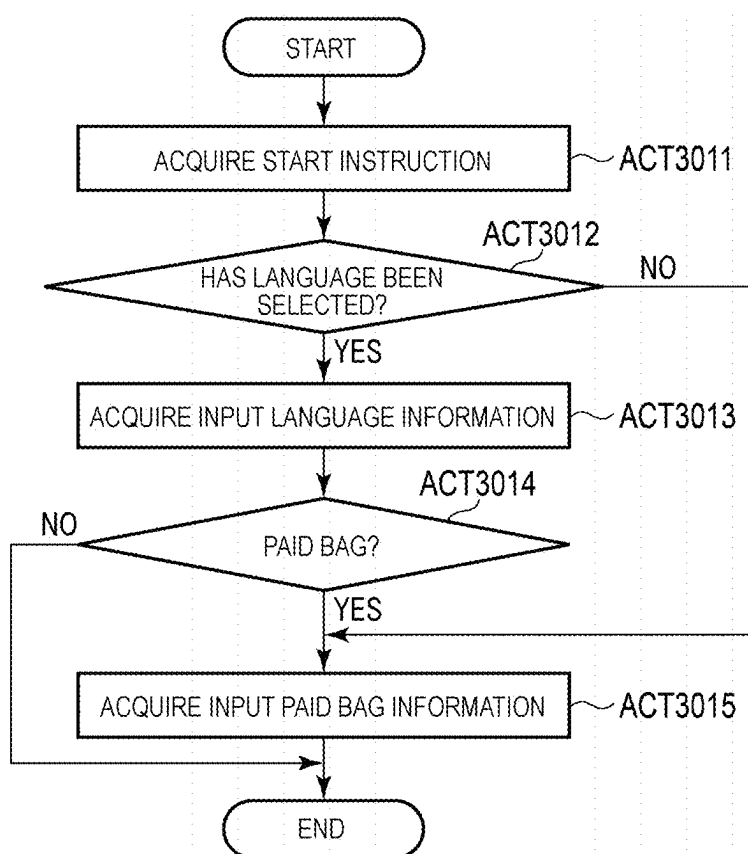 START
ACQUIRE START INSTRUCTION
ACT3011
ACT3012
HAS LANGUAGE BEEN
SELECTED?
NO
YES
ACQUIRE INPUT LANGUAGE INFORMATION
ACT3013
ACT3014
NO
PAID BAG?
YES
ACQUIRE INPUT PAID BAG INFORMATION
ACT3015
END